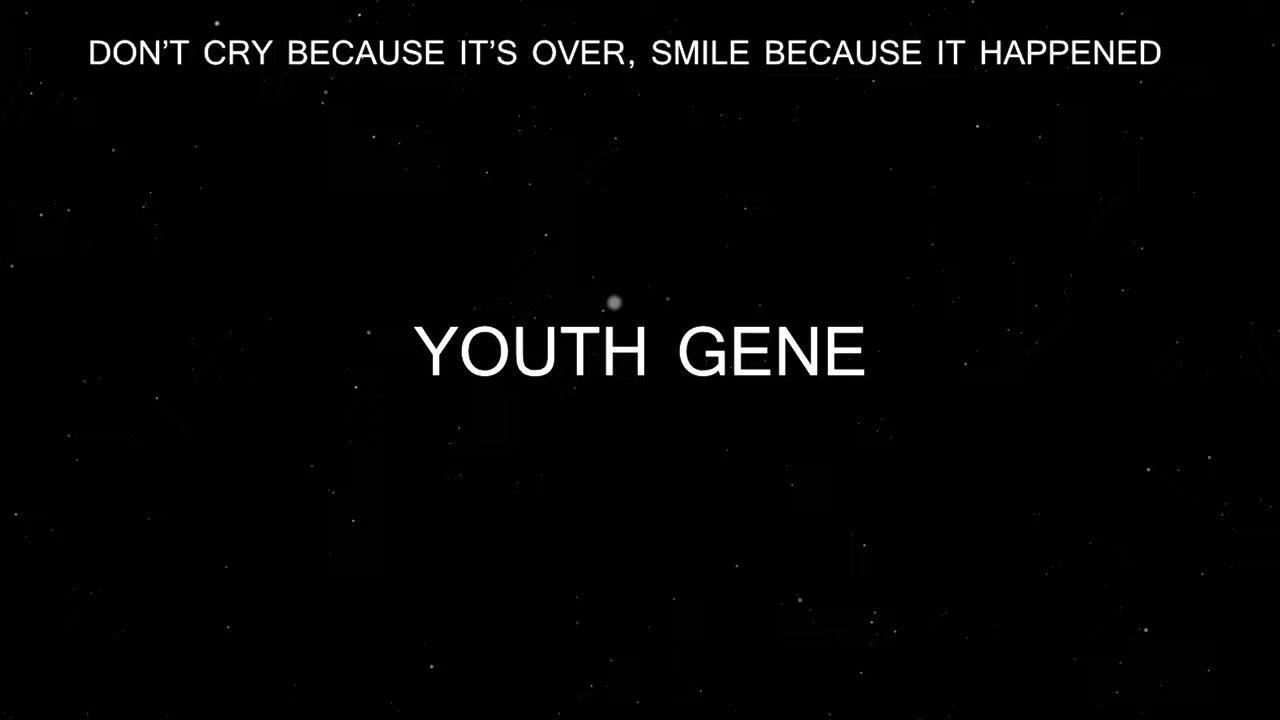 DON’T CRY BECAUSE IT’S OVER, SMILE BECAUSE IT HAPPENED
YOUTH GENE